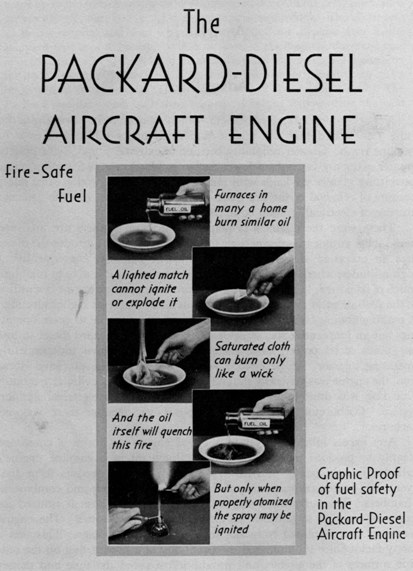 The
PACKARD-DIESEL
AIRCRAFT ENGINE
Fire-Safe
Fuel
FUEL OIL
Furnaces in
many a home
burn similar oil
A lighted match
cannot ignite
or explode it
Saturated cloth
can burn only
like a wick
And the oil
itself will quench
this fire
FUEL OIL
But only when
properly atomized
the spray may be
ignited
Graphic Proof
of fuel safety
in the
Packard-Diesel
Aircraft Engine